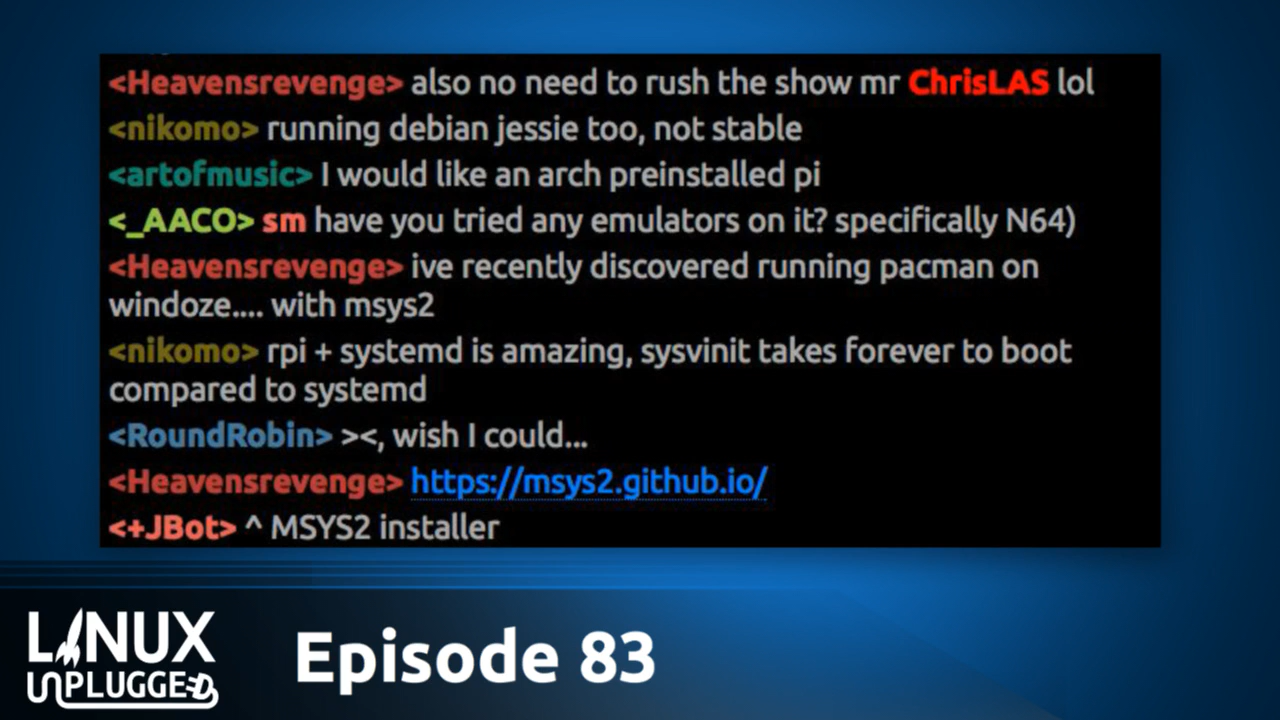 <Heavensrevenge> also no need to rush the show mr ChrisLAS lol
<nikomo> running debian jessie too, not stable
<artofmusic> I would like an arch preinstalled pi
<_AACO> sm have you tried any emulators on it? specifically N64)
<Heavensrevenge> ive recently discovered running pacman on
windoze.... with msys2
<nikomo> rpi + systemd is amazing, sysvinit takes forever to boot
compared to systemd
<RoundRobin> ><, wish I could...
<Heavensrevenge> https://msys2.github.io/
<+JBot> ^ MSYS2 installer
LINUX
UNPLUGGED
Episode 83